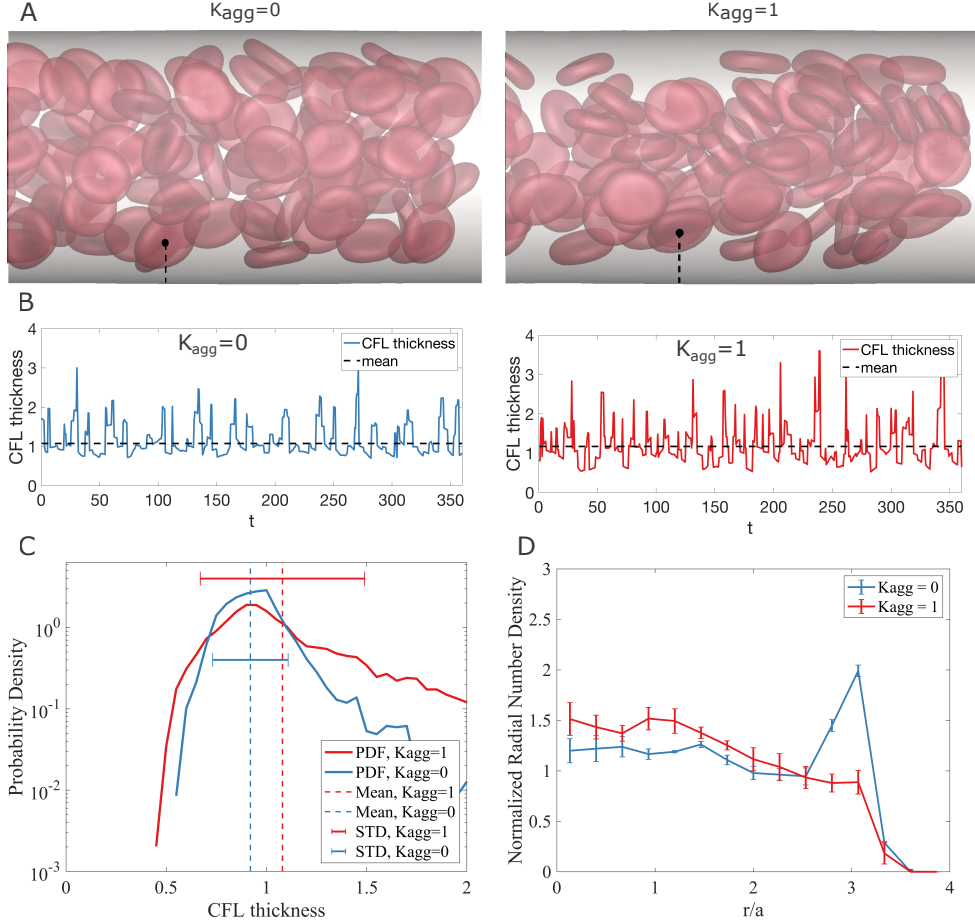 A
Kagg=0
Kagg=1
B
Kagg=0
CFL thickness
mean
CFL thickness
4
3
2
1
0
0 50 100 150 200 250 300 350
t
Kagg=1
CFL thickness
mean
CFL thickness
4
3
2
1
0
0 50 100 150 200 250 300 350
t
C
Probability Density
10^0
10^-1
10^-2
10^-3
0 0.5 1 1.5 2
CFL thickness
PDF, Kagg=1
PDF, Kagg=0
Mean, Kagg=1
Mean, Kagg=0
STD, Kagg=1
STD, Kagg=0
D
Normalized Radial Number Density
3
2.5
2
1.5
1
0.5
0
0 1 2 3 4
r/a
Kagg = 0
Kagg = 1